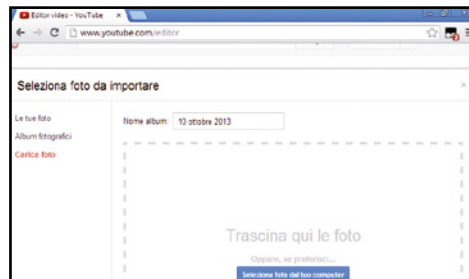 Editor video - YouTube
www.youtube.com/editor
Seleziona foto da importare
Le tue foto
Album fotografici
Carica foto
Nome album: 10 ottobre 2013
Trascina qui le foto
Oppure, se preferisci...
Seleziona foto dal tuo computer